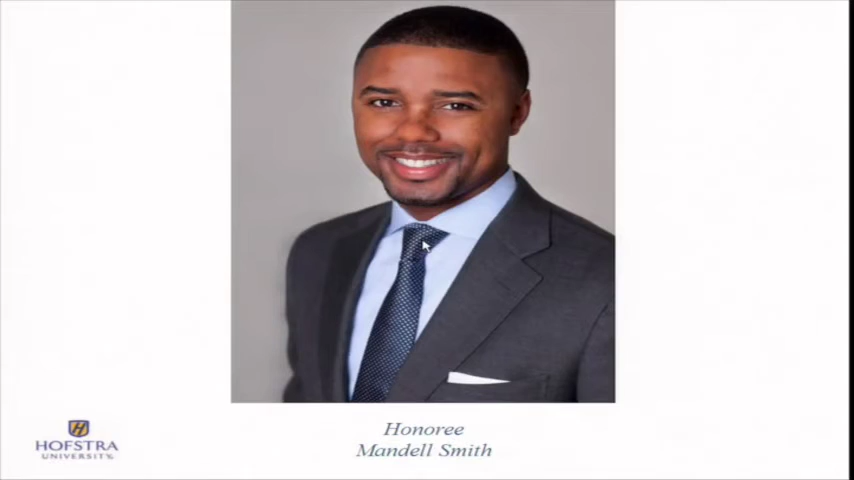 Honoree
Mandell Smith
H
HOFSTRA
UNIVERSITY